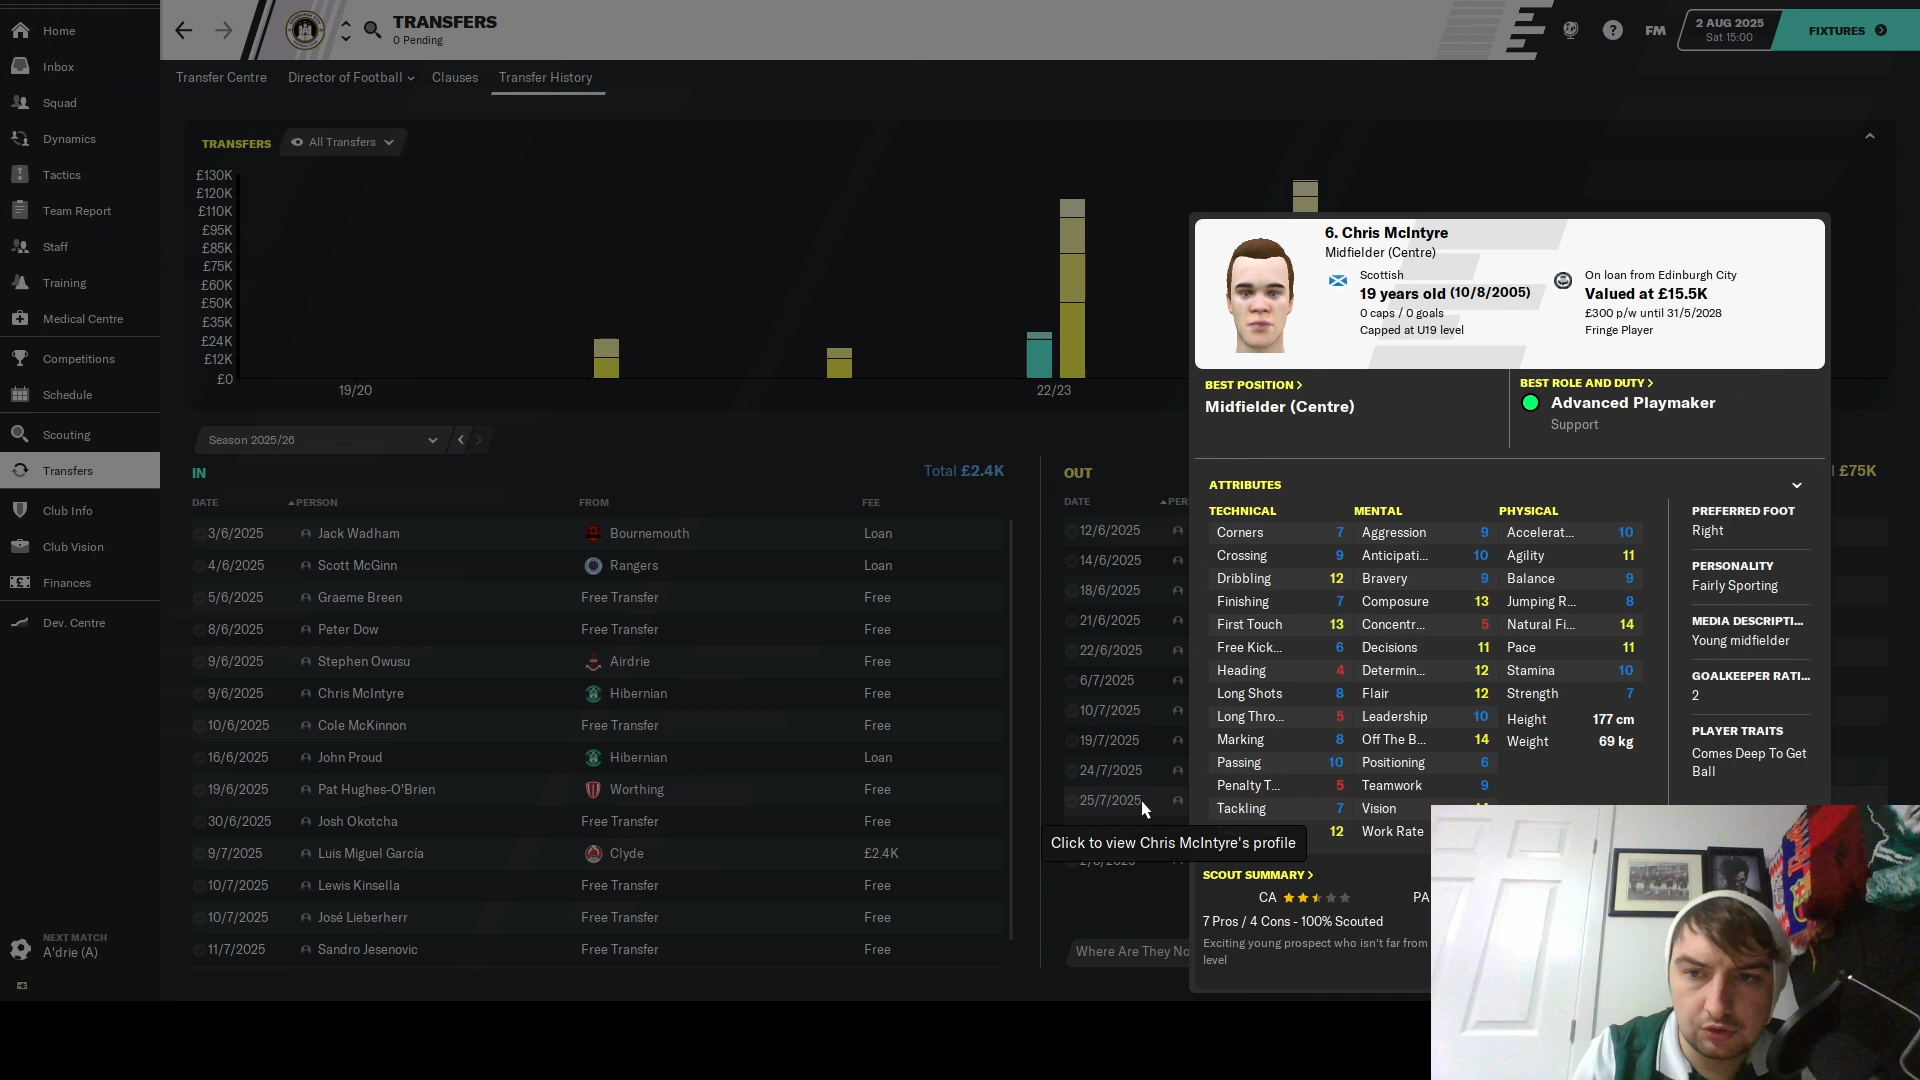 Home
Inbox
Squad
Dynamics
Tactics
Team Report
Staff
Training
Medical Centre
Competitions
Schedule
Scouting
Transfers
Club Info
Club Vision
Finances
Dev. Centre
NEXT MATCH
A'drie (A)
TRANSFERS
0 Pending
FM
2 AUG 2025
Sat 15:00
FIXTURES
Transfer Centre Director of Football Clauses Transfer History
TRANSFERS All Transfers
£130K
£120K
£110K
£95K
£85K
£75K
£60K
£50K
£35K
£24K
£12K
£0
19/20 22/23
Season 2025/26
IN Total £2.4K
DATE PERSON FROM FEE
3/6/2025 Jack Wadham Bournemouth Loan
4/6/2025 Scott McGinn Rangers Loan
5/6/2025 Graeme Breen Free Transfer Free
8/6/2025 Peter Dow Free Transfer Free
9/6/2025 Stephen Owusu Airdrie Free
9/6/2025 Chris McIntyre Hibernian Free
10/6/2025 Cole McKinnon Free Transfer Free
16/6/2025 John Proud Hibernian Loan
19/6/2025 Pat Hughes-O'Brien Worthing Free
30/6/2025 Josh Okotcha Free Transfer Free
9/7/2025 Luis Miguel García Clyde £2.4K
10/7/2025 Lewis Kinsella Free Transfer Free
10/7/2025 José Lieberherr Free Transfer Free
11/7/2025 Sandro Jesenovic Free Transfer Free
OUT £75K
DATE PER
12/6/2025
14/6/2025
18/6/2025
21/6/2025
22/6/2025
6/7/2025
10/7/2025
19/7/2025
24/7/2025
25/7/2025
Click to view Chris McIntyre's profile
Where Are They No
6. Chris McIntyre
Midfielder (Centre)
Scottish
19 years old (10/8/2005)
0 caps / 0 goals
Capped at U19 level
On loan from Edinburgh City
Valued at £15.5K
£300 p/w until 31/5/2028
Fringe Player
BEST POSITION
Midfielder (Centre)
BEST ROLE AND DUTY
Advanced Playmaker
Support
ATTRIBUTES
TECHNICAL MENTAL PHYSICAL
Corners 7 Aggression 9 Accelerat... 10
Crossing 9 Anticipati... 10 Agility 11
Dribbling 12 Bravery 9 Balance 9
Finishing 7 Composure 13 Jumping R... 8
First Touch 13 Concentr... 5 Natural Fi... 14
Free Kick... 6 Decisions 11 Pace 11
Heading 4 Determin... 12 Stamina 10
Long Shots 8 Flair 12 Strength 7
Long Thro... 5 Leadership 10 Height 177 cm
Marking 8 Off The B... 14 Weight 69 kg
Passing 10 Positioning 6
Penalty T... 5 Teamwork 9
Tackling 7 Vision
12 Work Rate
PREFERRED FOOT
Right
PERSONALITY
Fairly Sporting
MEDIA DESCRIPTI...
Young midfielder
GOALKEEPER RATI...
2
PLAYER TRAITS
Comes Deep To Get
Ball
SCOUT SUMMARY
CA PA
7 Pros / 4 Cons - 100% Scouted
Exciting young prospect who isn't far from
level